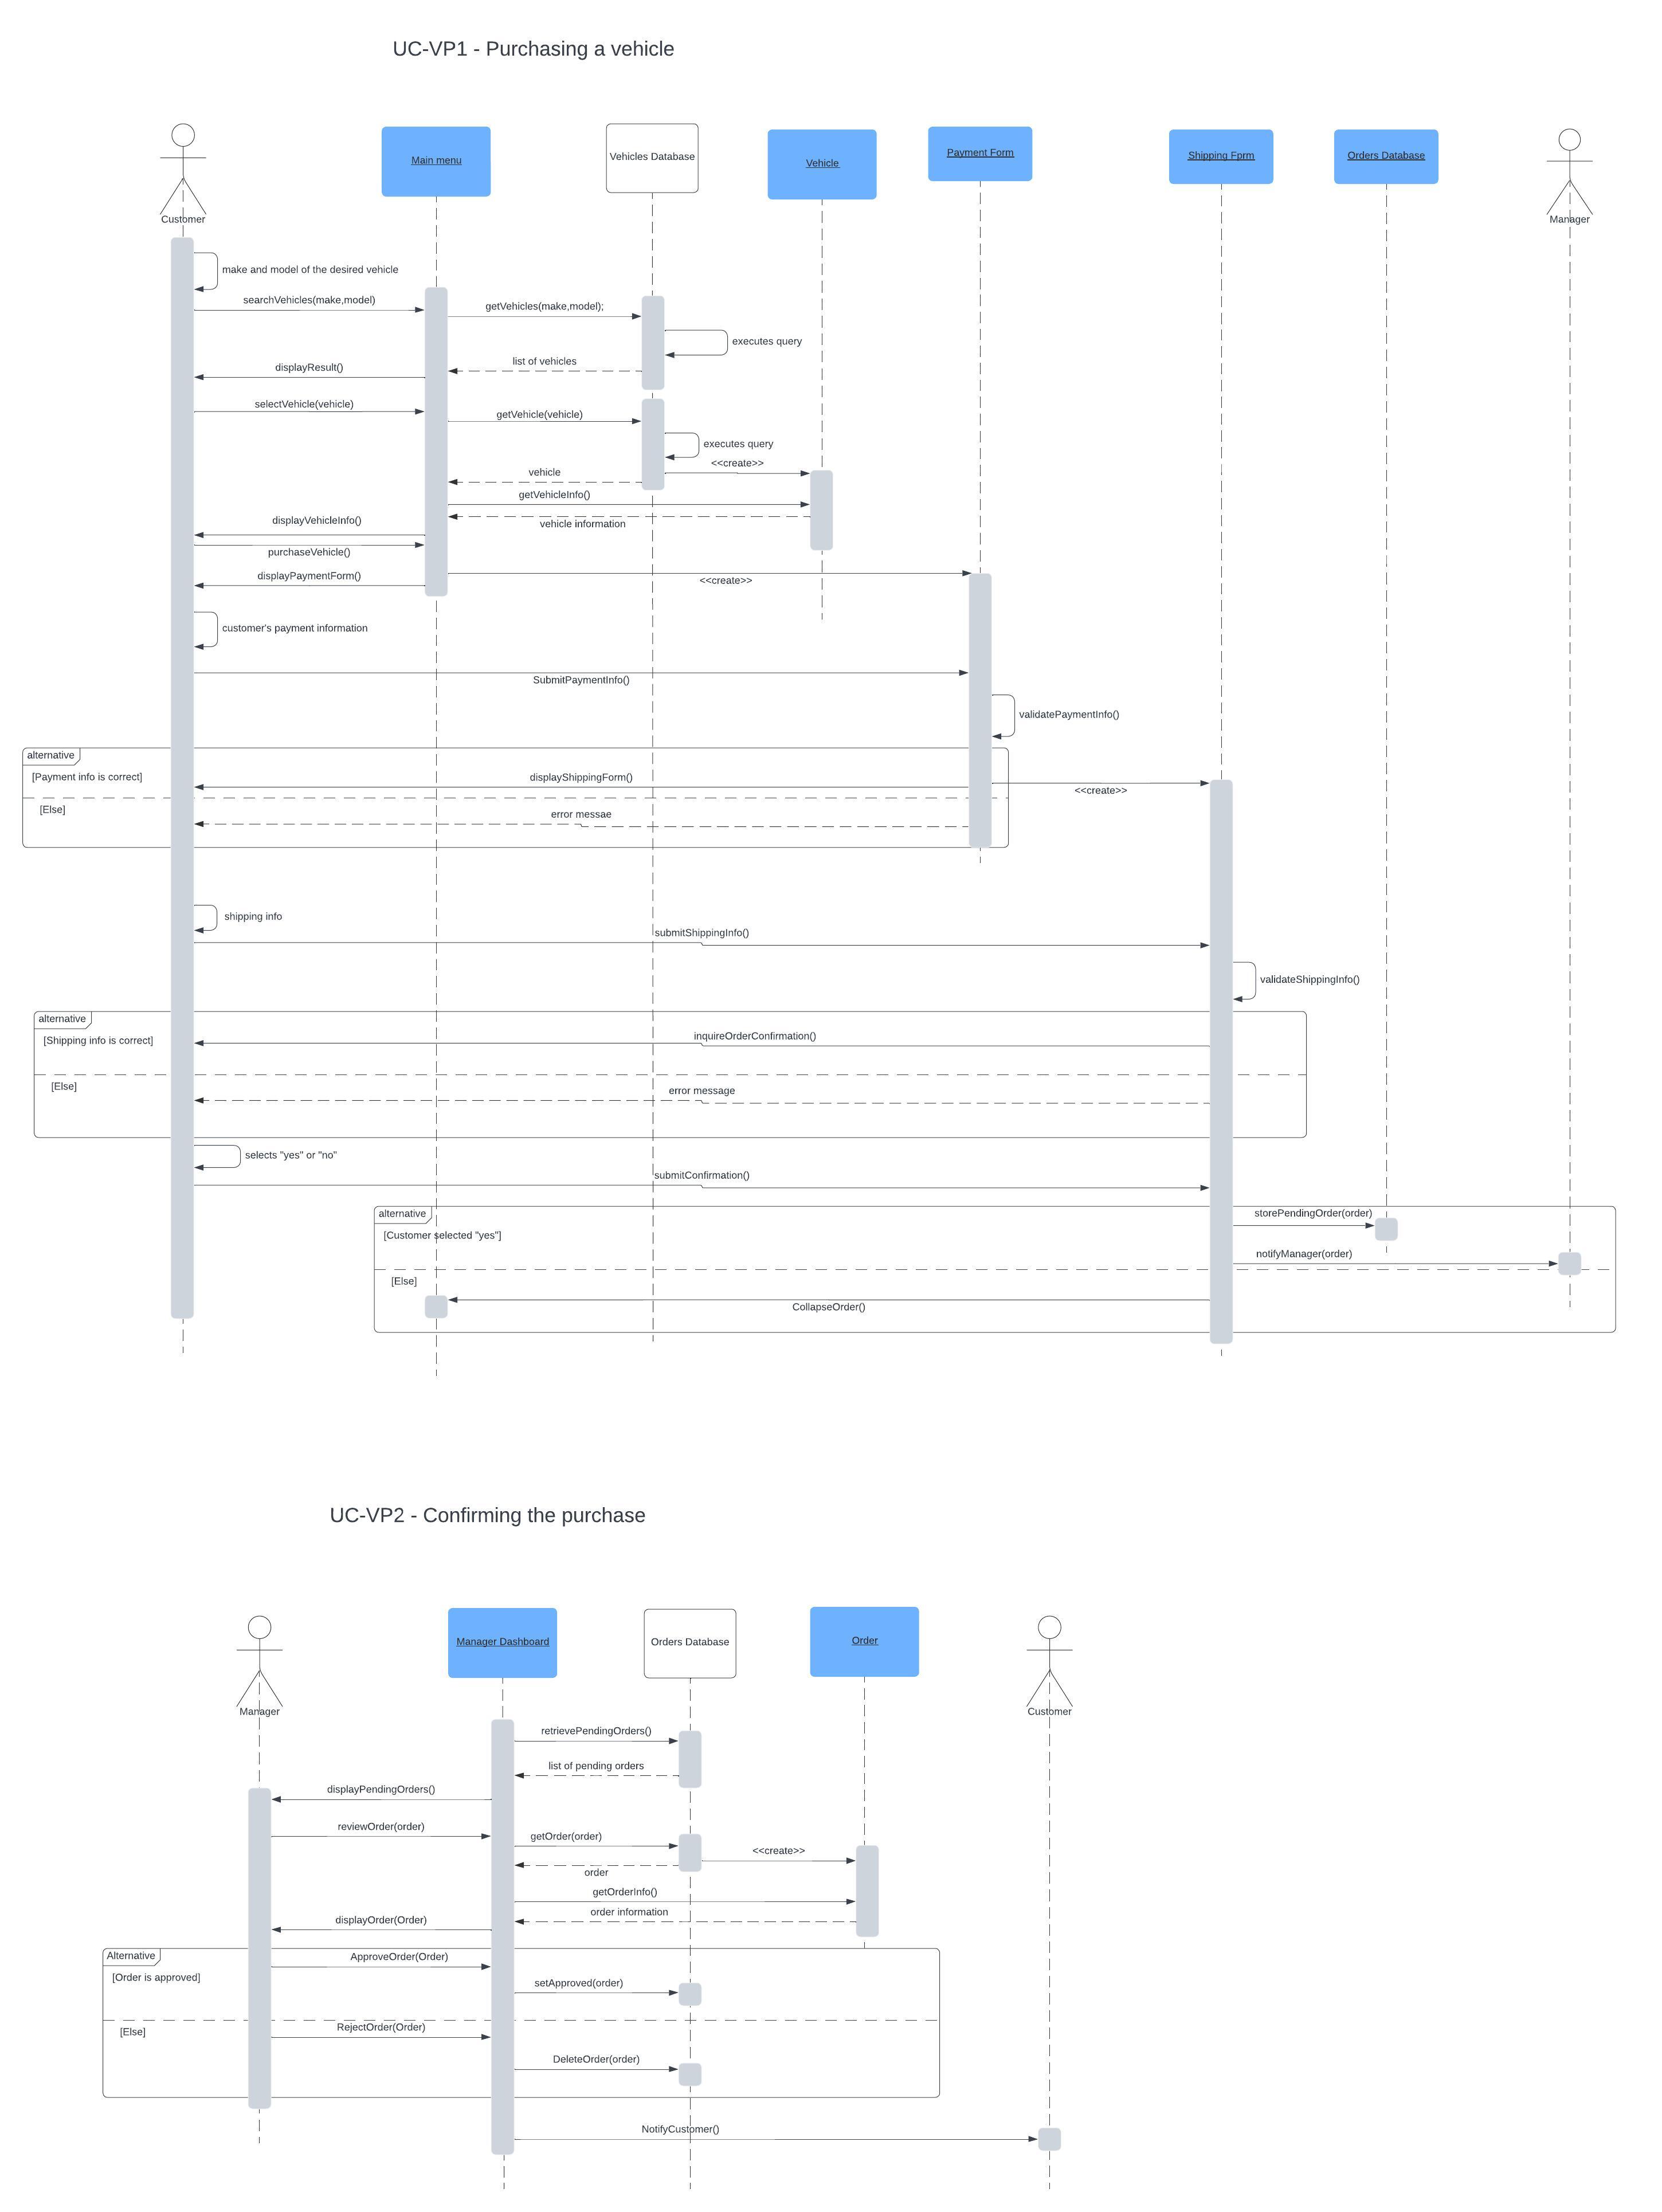 UC-VP1 - Purchasing a vehicle
Customer
Main menu
Vehicles Database
Vehicle
Payment Form
Shipping Fprm
Orders Database
Manager
make and model of the desired vehicle
searchVehicles(make,model)
getVehicles(make,model);
executes query
list of vehicles
displayResult()
selectVehicle(vehicle)
getVehicle(vehicle)
executes query
<<create>>
vehicle
getVehicleInfo()
displayVehicleInfo()
vehicle information
purchaseVehicle()
displayPaymentForm()
<<create>>
customer's payment information
SubmitPaymentInfo()
validatePaymentInfo()
alternative
[Payment info is correct]
displayShippingForm()
<<create>>
[Else]
error messae
shipping info
submitShippingInfo()
validateShippingInfo()
alternative
[Shipping info is correct]
inquireOrderConfirmation()
[Else]
error message
selects "yes" or "no"
submitConfirmation()
alternative
storePendingOrder(order)
[Customer selected "yes"]
notifyManager(order)
[Else]
CollapseOrder()
UC-VP2 - Confirming the purchase
Manager
Manager Dashboard
Orders Database
Order
Customer
retrievePendingOrders()
list of pending orders
displayPendingOrders()
reviewOrder(order)
getOrder(order)
<<create>>
order
getOrderInfo()
order information
displayOrder(Order)
Alternative
ApproveOrder(Order)
[Order is approved]
setApproved(order)
[Else]
RejectOrder(Order)
DeleteOrder(order)
NotifyCustomer()